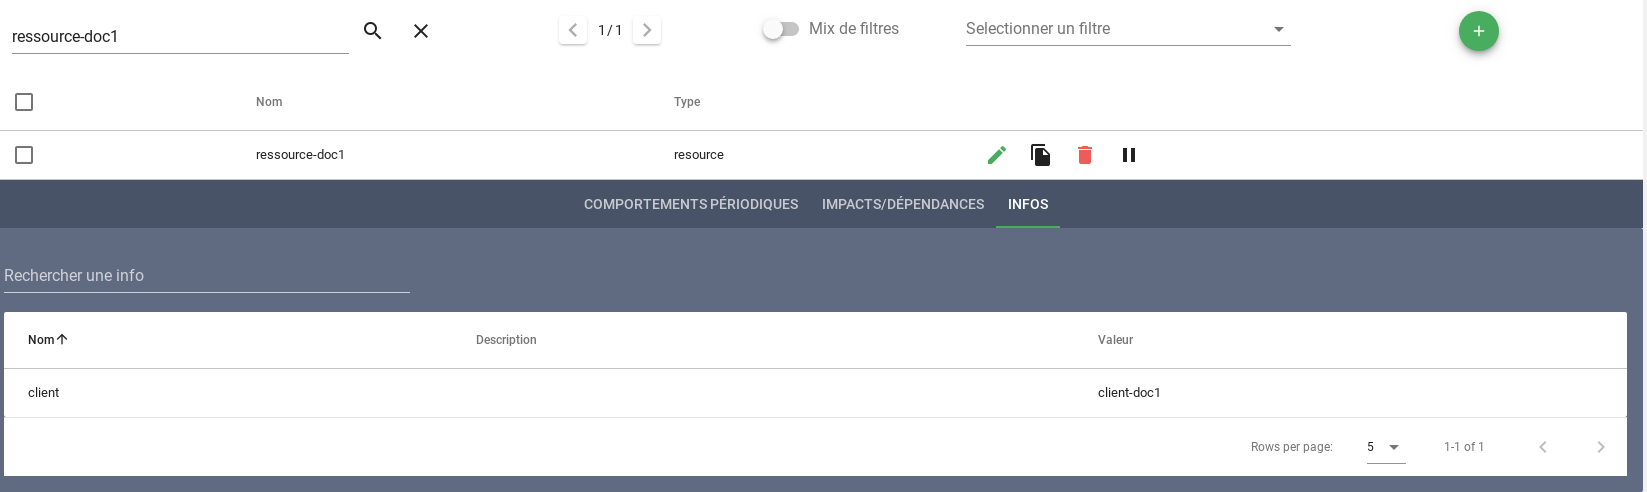 ressource-doc1
1/1
Mix de filtres
Selectionner un filtre
Nom Type
ressource-doc1 resource
COMPORTEMENTS PÉRIODIQUES IMPACTS/DÉPENDANCES INFOS
Rechercher une info
Nom Description Valeur
client client-doc1
Rows per page: 5 1-1 of 1